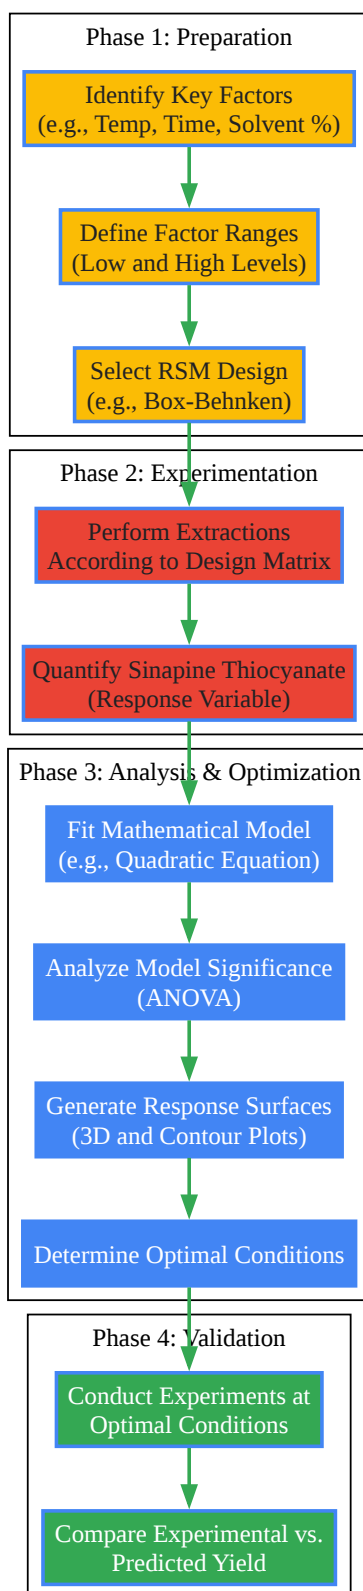 Phase 1: Preparation
Identify Key Factors
(e.g., Temp, Time, Solvent %)
Define Factor Ranges
(Low and High Levels)
Select RSM Design
(e.g., Box-Behnken)
Phase 2: Experimentation
Perform Extractions
According to Design Matrix
Quantify Sinapine Thiocyanate
(Response Variable)
Phase 3: Analysis & Optimization
Fit Mathematical Model
(e.g., Quadratic Equation)
Analyze Model Significance
(ANOVA)
Generate Response Surfaces
(3D and Contour Plots)
Determine Optimal Conditions
Phase 4: Validation
Conduct Experiments at
Optimal Conditions
Compare Experimental vs.
Predicted Yield